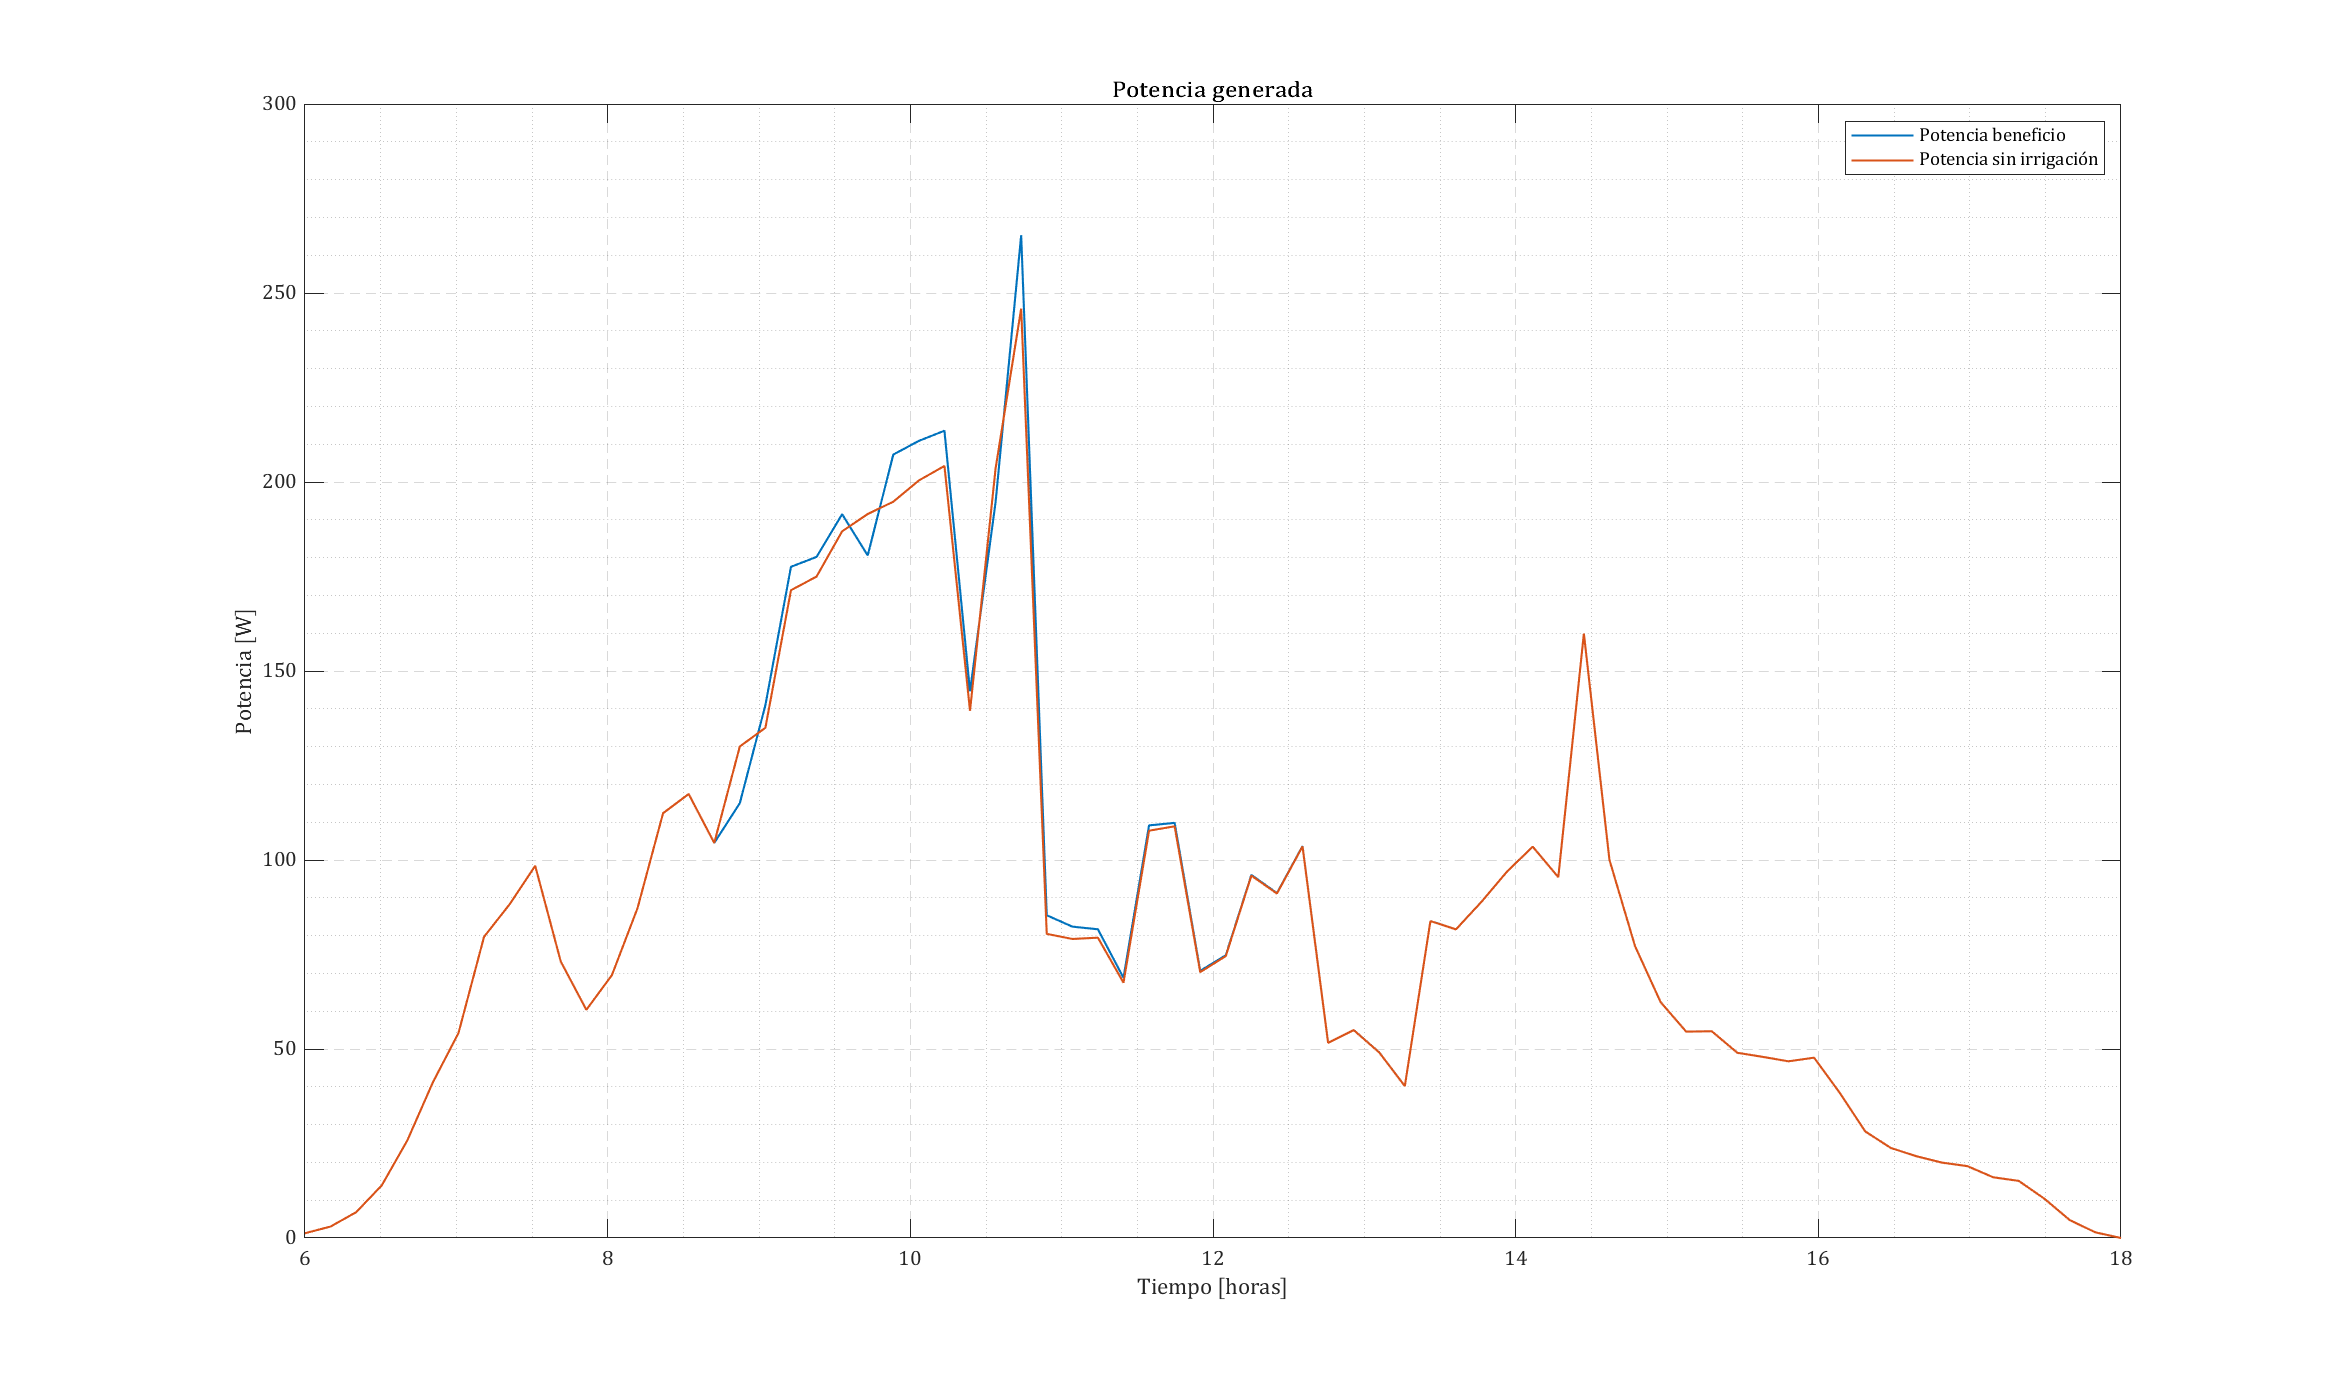 Potencia generada
300
250
200
150
100
50
0
Potencia [W]
Potencia beneficio
Potencia sin irrigación
6 8 10 12 14 16 18
Tiempo [horas]